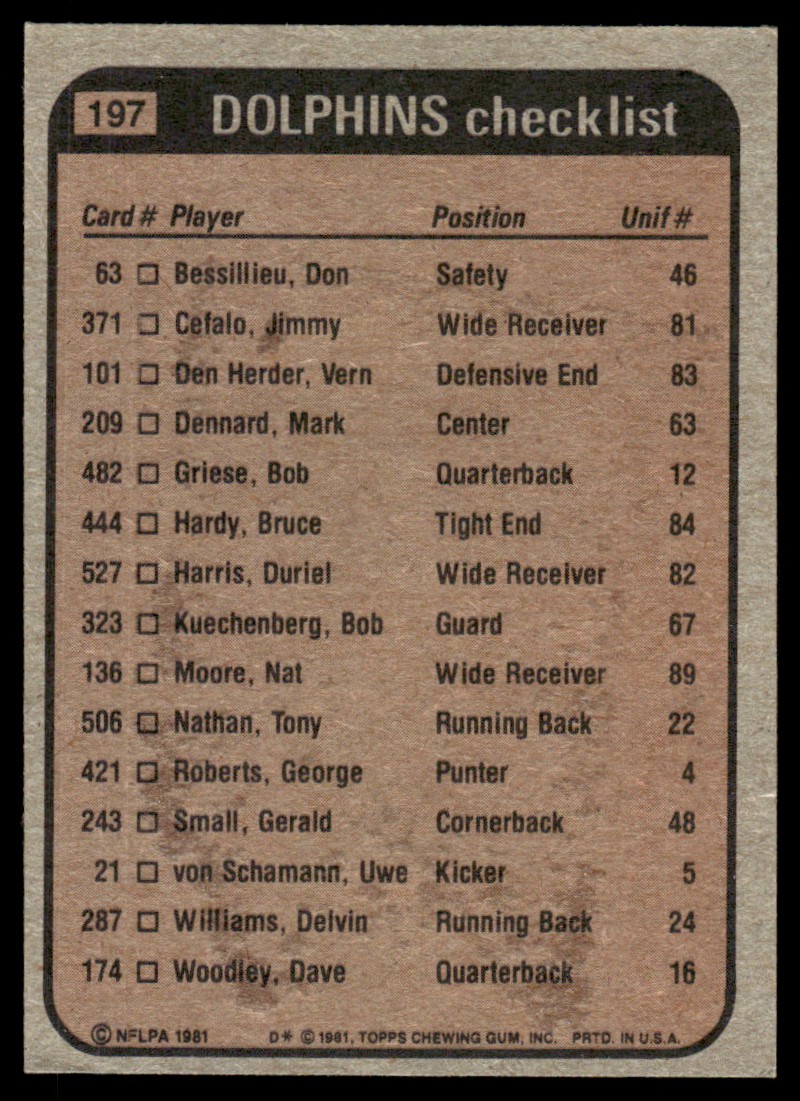 197 DOLPHINS checklist
Card # Player Position Unif #
63 □ Bessillieu, Don Safety 46
371 □ Cefalo, Jimmy Wide Receiver 81
101 □ Den Herder, Vern Defensive End 83
209 □ Dennard, Mark Center 63
482 □ Griese, Bob Quarterback 12
444 □ Hardy, Bruce Tight End 84
527 □ Harris, Duriel Wide Receiver 82
323 □ Kuechenberg, Bob Guard 67
136 □ Moore, Nat Wide Receiver 89
506 □ Nathan, Tony Running Back 22
421 □ Roberts, George Punter 4
243 □ Small, Gerald Cornerback 48
21 □ von Schamann, Uwe Kicker 5
287 □ Williams, Delvin Running Back 24
174 □ Woodley, Dave Quarterback 16
© NFLPA 1981 D* © 1981, TOPPS CHEWING GUM, INC. PRTD. IN U.S.A.